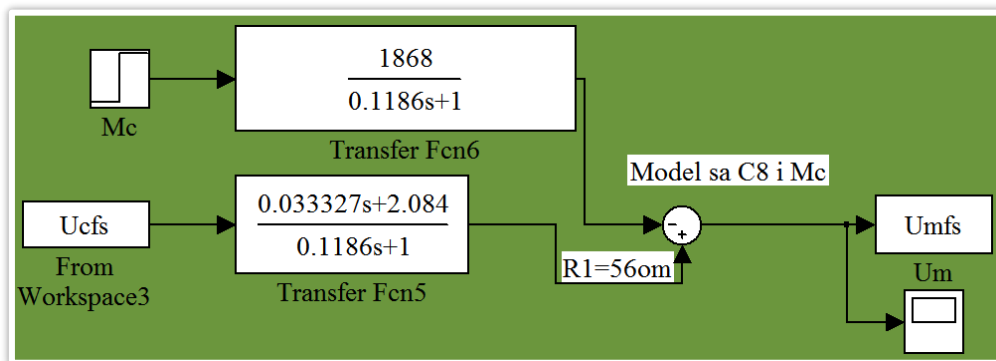 1868
0.1186s+1
Mc
Transfer Fcn6
Model sa C8 i Mc
Ucfs
0.033327s+2.084
0.1186s+1
From
Workspace3
Transfer Fcn5
-
+
R1=56om
Umfs
Um